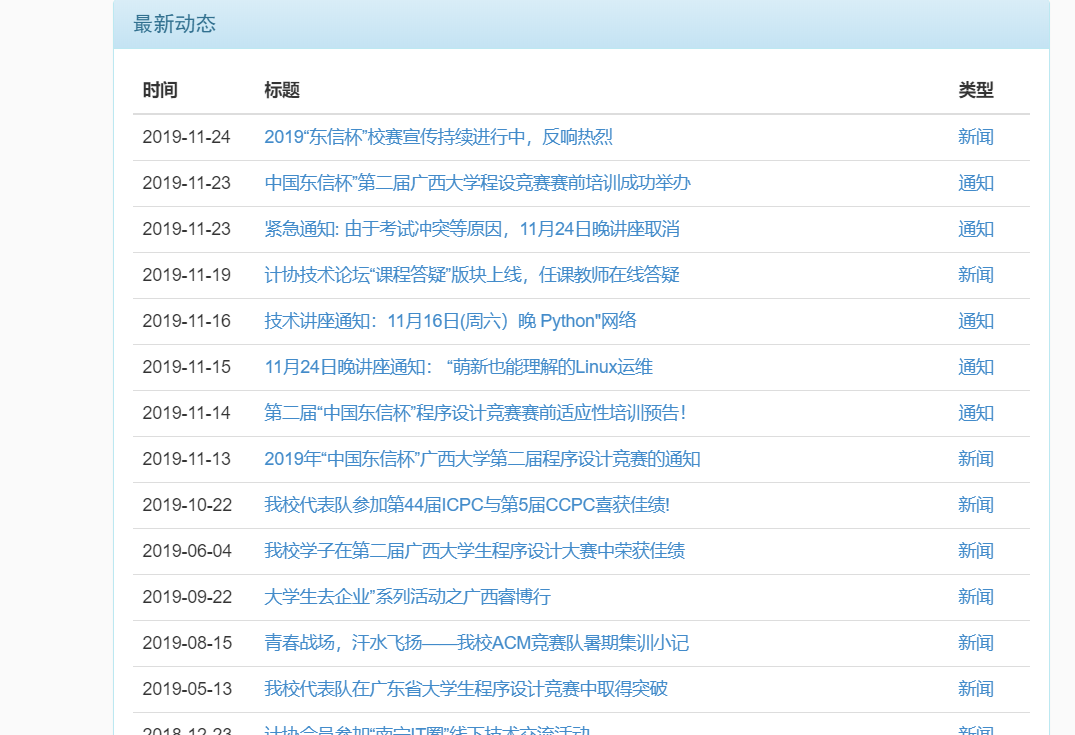 最新动态
时间 标题 类型
2019-11-24 2019“东信杯”校赛宣传持续进行中，反响热烈 新闻
2019-11-23 中国东信杯”第二届广西大学程设竞赛赛前培训成功举办 通知
2019-11-23 紧急通知: 由于考试冲突等原因，11月24日晚讲座取消 通知
2019-11-19 计协技术论坛“课程答疑”版块上线，任课教师在线答疑 新闻
2019-11-16 技术讲座通知：11月16日(周六）晚 Python"网络 通知
2019-11-15 11月24日晚讲座通知： “萌新也能理解的Linux运维 通知
2019-11-14 第二届“中国东信杯”程序设计竞赛赛前适应性培训预告！ 通知
2019-11-13 2019年“中国东信杯”广西大学第二届程序设计竞赛的通知 新闻
2019-10-22 我校代表队参加第44届ICPC与第5届CCPC喜获佳绩! 新闻
2019-06-04 我校学子在第二届广西大学生程序设计大赛中荣获佳绩 新闻
2019-09-22 大学生去企业”系列活动之广西睿博行 新闻
2019-08-15 青春战场，汗水飞扬——我校ACM竞赛队暑期集训小记 新闻
2019-05-13 我校代表队在广东省大学生程序设计竞赛中取得突破 新闻
2018-12-23 计协会员参加“南宁IT圈”线下技术交流活动 新闻